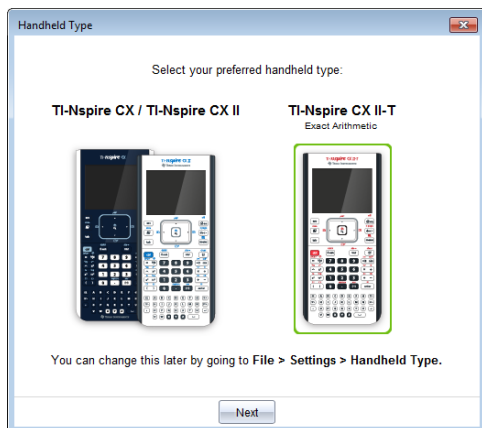 Handheld Type
Select your preferred handheld type:
TI-Nspire CX / TI-Nspire CX II
TI-Nspire CX II-T
Exact Arithmetic
You can change this later by going to File > Settings > Handheld Type.
Next